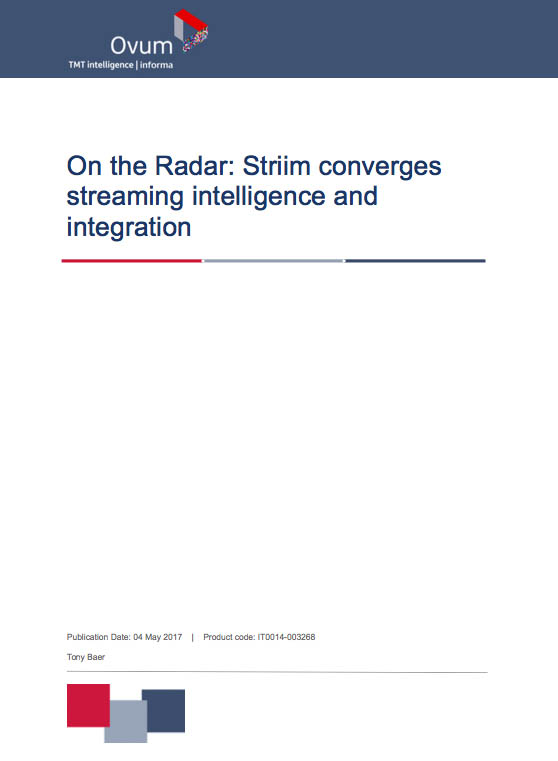 Ovum
TMT intelligence | informa
On the Radar: Striim converges
streaming intelligence and
integration
Publication Date: 04 May 2017 | Product code: IT0014-003268
Tony Baer